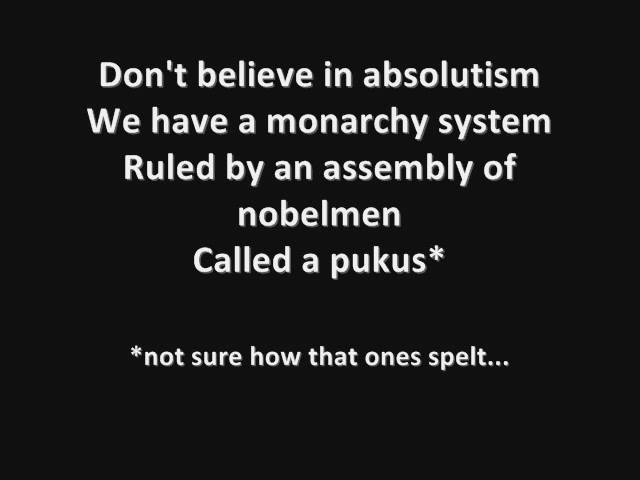 Don't believe in absolutism
We have a monarchy system
Ruled by an assembly of
nobelmen
Called a pukus*
*not sure how that ones spelt...